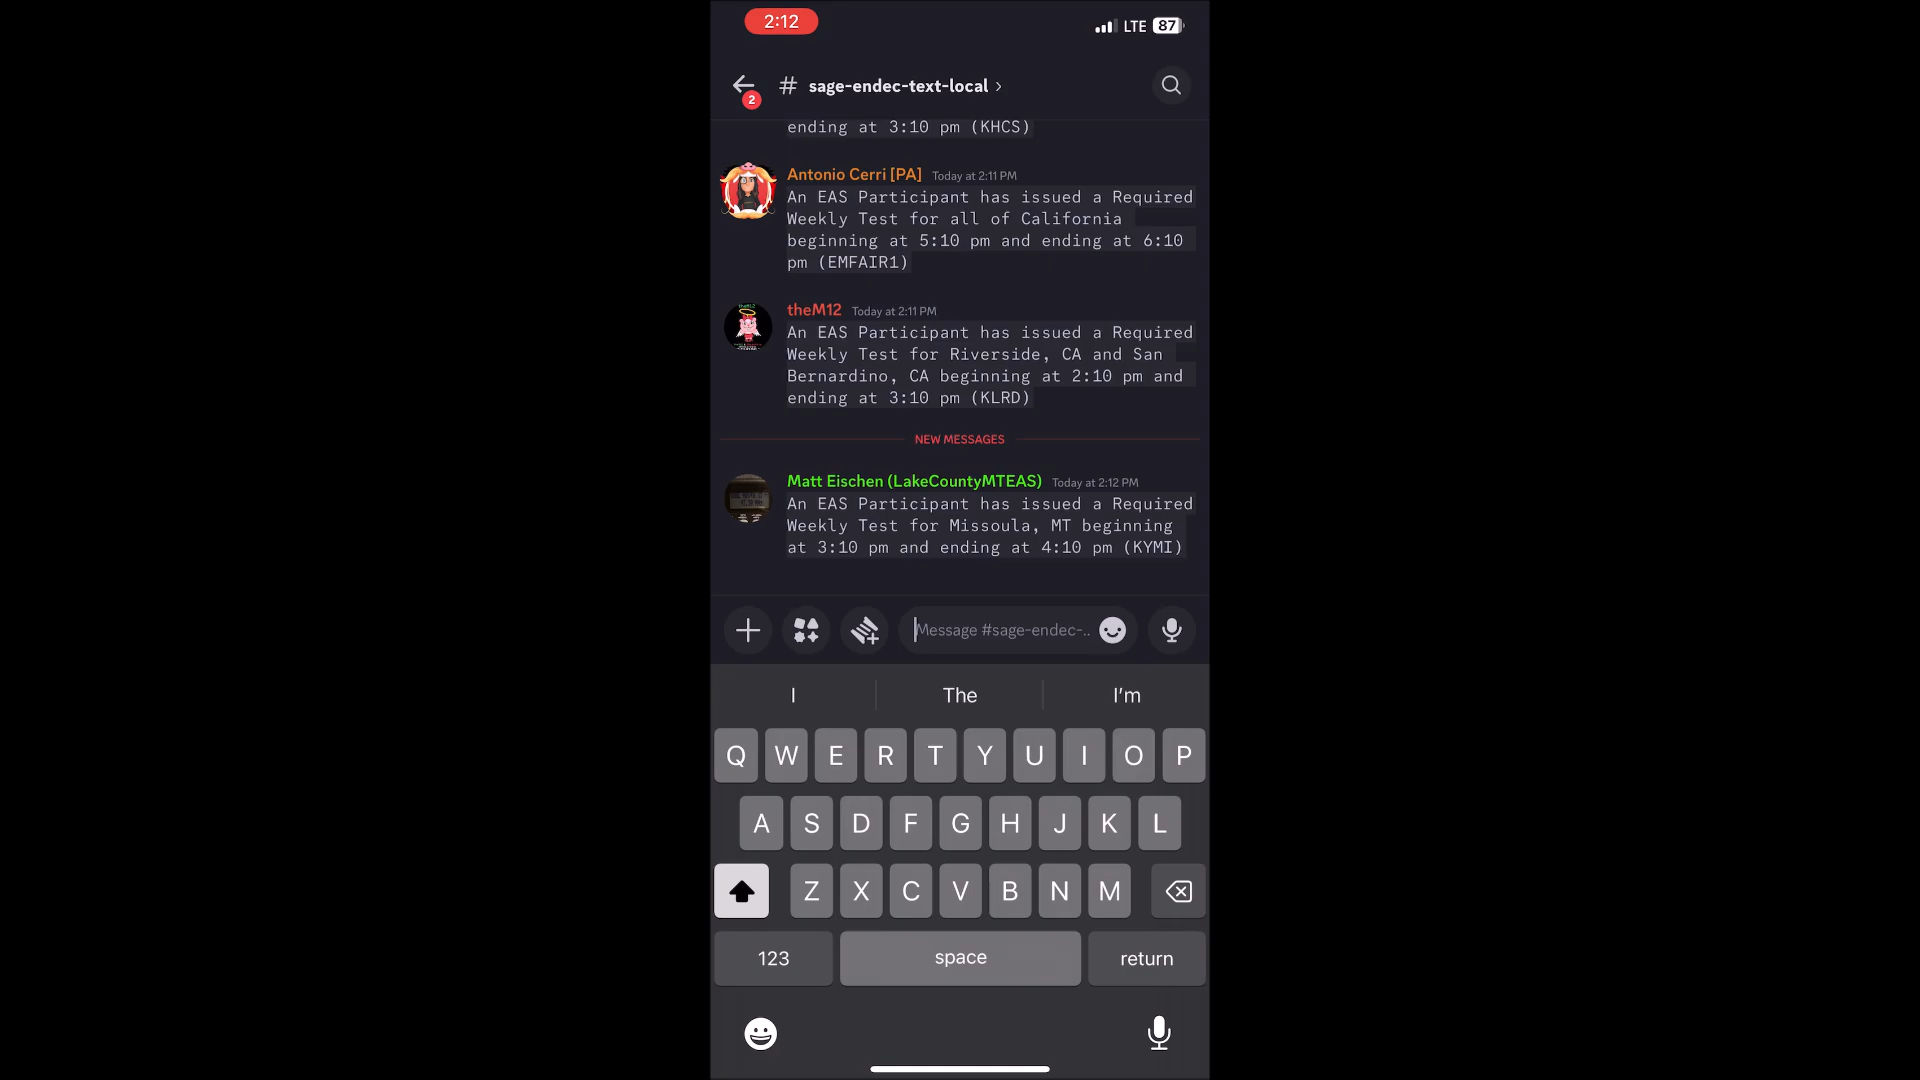 2:12
LTE 87
2
# sage-endec-text-local ›
ending at 3:10 pm (KHCS)
Antonio Cerri [PA] Today at 2:11 PM
An EAS Participant has issued a Required
Weekly Test for all of California
beginning at 5:10 pm and ending at 6:10
pm (EMFAIR1)
theM12 Today at 2:11 PM
An EAS Participant has issued a Required
Weekly Test for Riverside, CA and San
Bernardino, CA beginning at 2:10 pm and
ending at 3:10 pm (KLRD)
NEW MESSAGES
Matt Eischen (LakeCountyMTEAS) Today at 2:12 PM
An EAS Participant has issued a Required
Weekly Test for Missoula, MT beginning
at 3:10 pm and ending at 4:10 pm (KYMI)
Message #sage-endec-..
I The I'm
Q W E R T Y U I O P
A S D F G H J K L
Z X C V B N M
123 space return